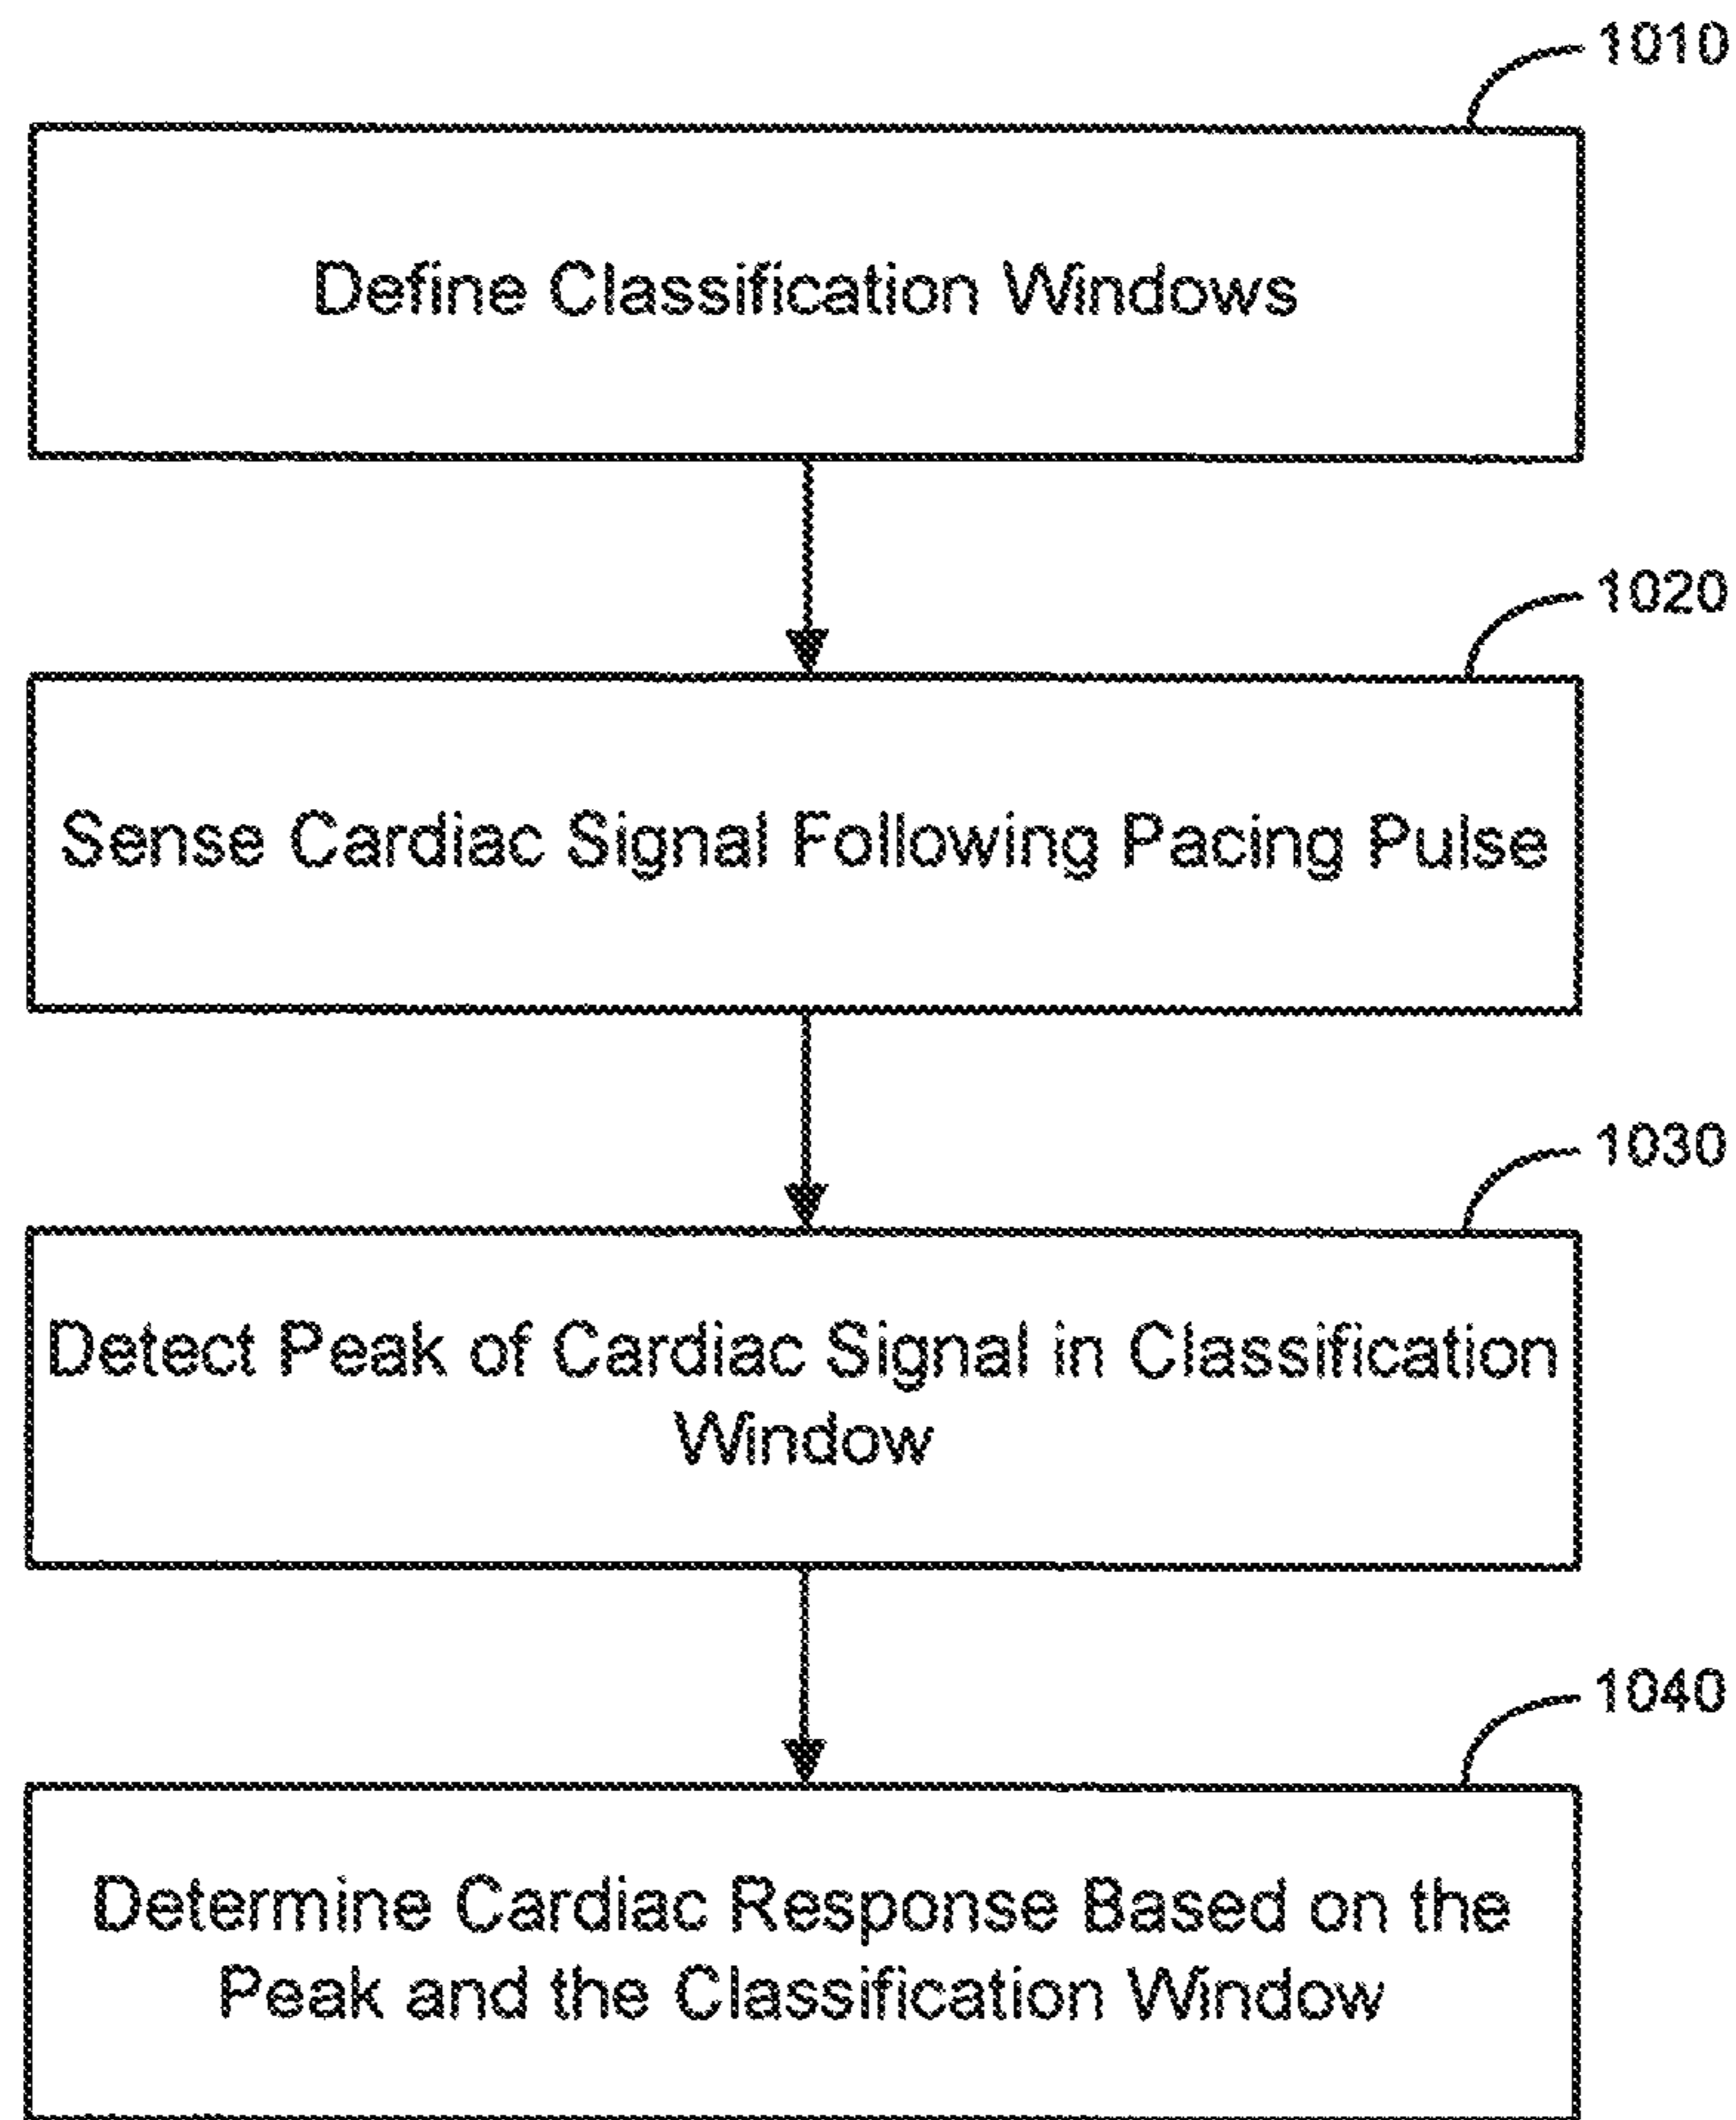 1010
Define Classification Windows
1020
Sense Cardiac Signal Following Pacing Pulse
1030
Detect Peak of Cardiac Signal in Classification
Window
1040
Determine Cardiac Response Based on the
Peak and the Classification Window